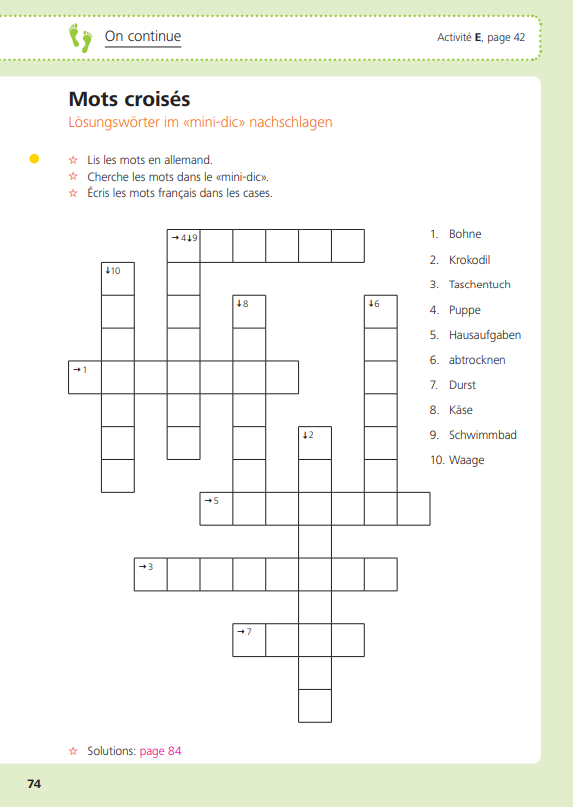 On continue
Activité E, page 42
Mots croisés
Lösungswörter im «mini-dic» nachschlagen
☆ Lis les mots en allemand.
☆ Cherche les mots dans le «mini-dic».
☆ Écris les mots français dans les cases.
→4↓9
↓10
↓8
↓6
→1
↓2
→5
→3
→7
1. Bohne
2. Krokodil
3. Taschentuch
4. Puppe
5. Hausaufgaben
6. abtrocknen
7. Durst
8. Käse
9. Schwimmbad
10. Waage
☆ Solutions: page 84
74